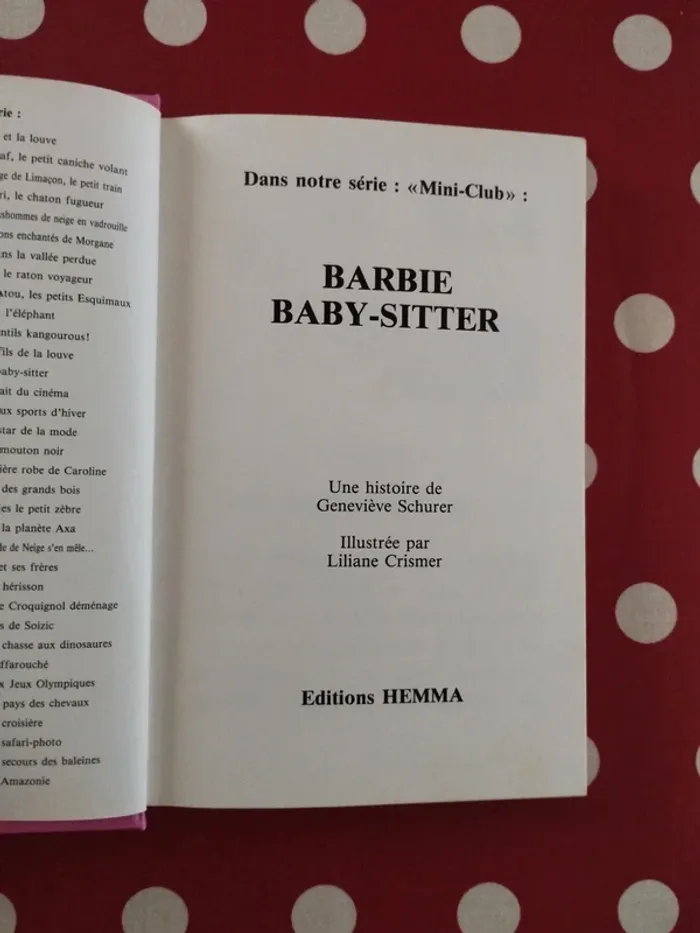 rie :
et la louve
af, le petit caniche volant
ge de Limaçon, le petit train
ri, le chaton fugueur
shommes de neige en vadrouille
ons enchantés de Morgane
ns la vallée perdue
le raton voyageur
Atou, les petits Esquimaux
l'éléphant
ntils kangourous!
fils de la louve
baby-sitter
ait du cinéma
ux sports d'hiver
star de la mode
mouton noir
ière robe de Caroline
des grands bois
es le petit zèbre
la planète Axa
de de Neige s'en mêle...
et ses frères
hérisson
e Croquignol déménage
s de Soizic
chasse aux dinosaures
ffarouché
x Jeux Olympiques
pays des chevaux
croisière
safari-photo
secours des baleines
Amazonie
Dans notre série : «Mini-Club» :
BARBIE
BABY-SITTER
Une histoire de
Geneviève Schurer
Illustrée par
Liliane Crismer
Editions HEMMA